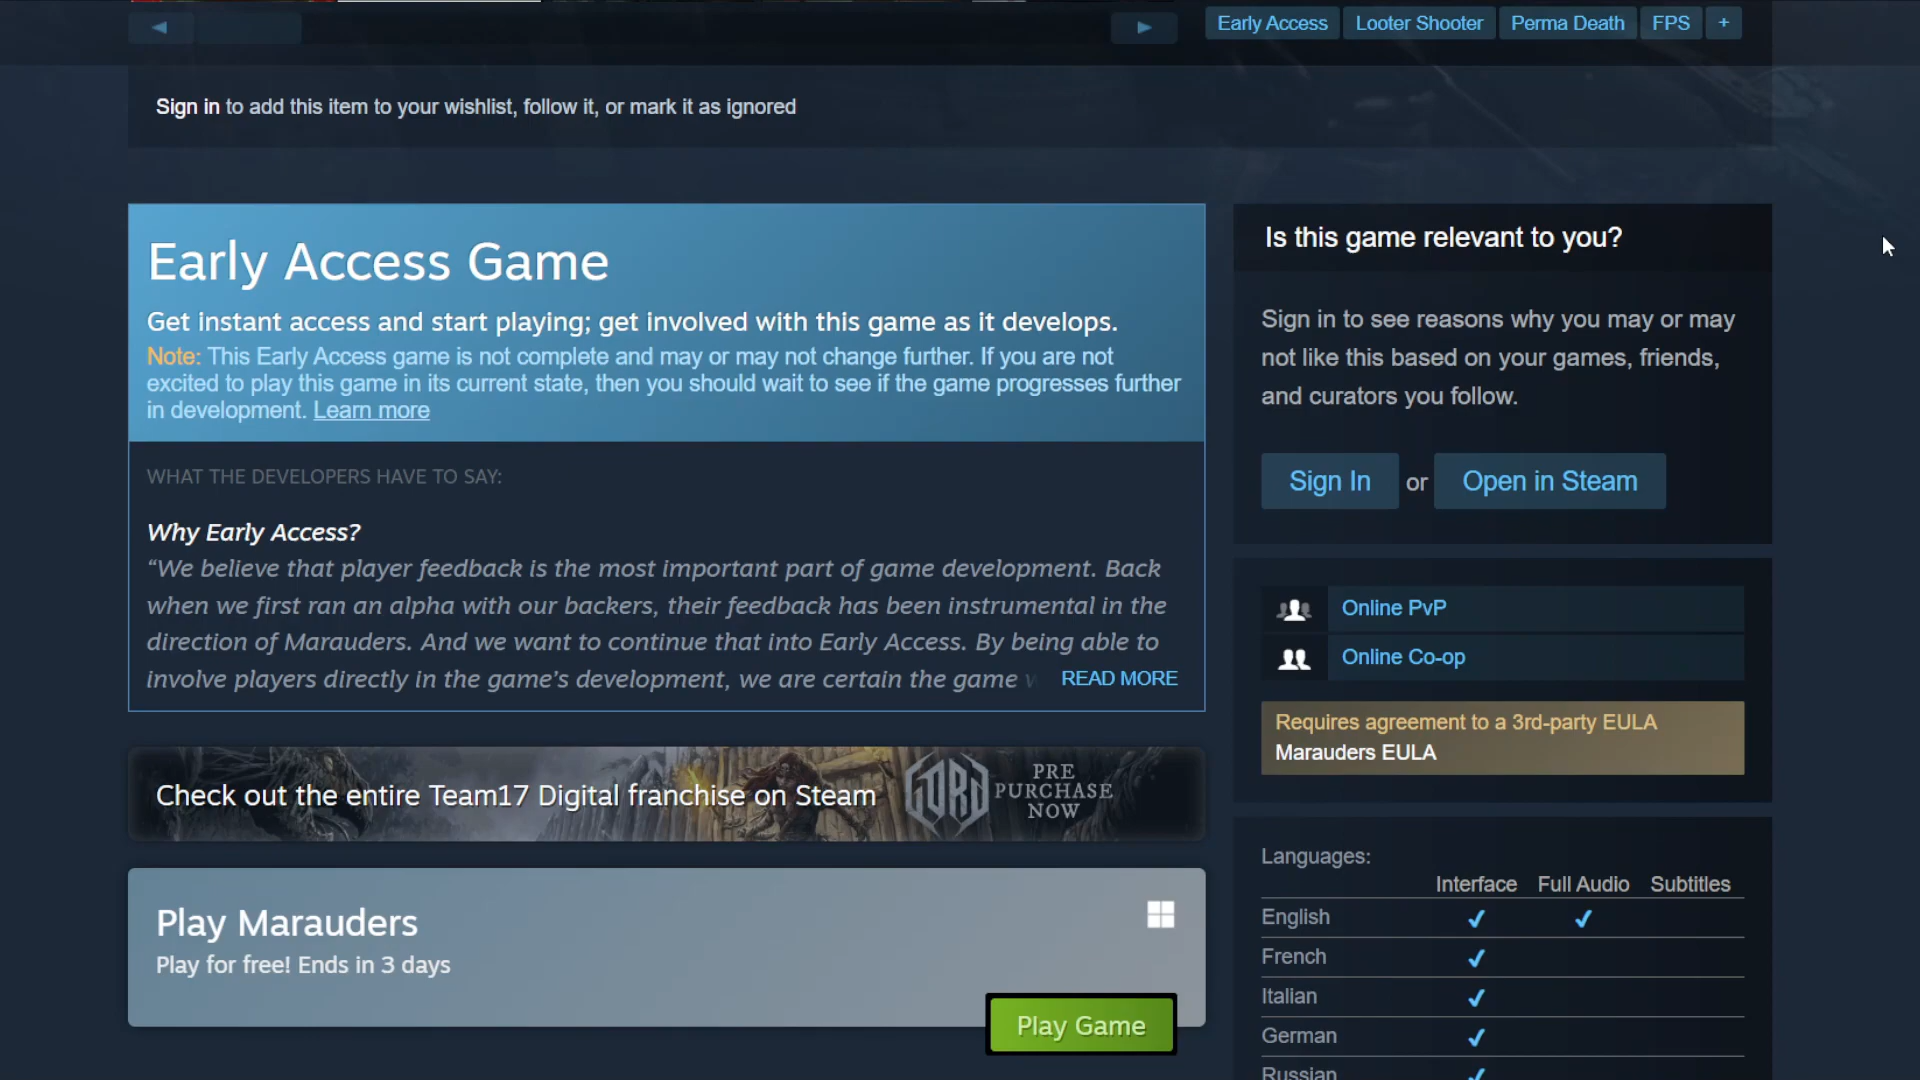 Early Access Looter Shooter Perma Death FPS +
Sign in to add this item to your wishlist, follow it, or mark it as ignored
Early Access Game
Get instant access and start playing; get involved with this game as it develops.
Note: This Early Access game is not complete and may or may not change further. If you are not
excited to play this game in its current state, then you should wait to see if the game progresses further
in development. Learn more
WHAT THE DEVELOPERS HAVE TO SAY:
Why Early Access?
“We believe that player feedback is the most important part of game development. Back
when we first ran an alpha with our backers, their feedback has been instrumental in the
direction of Marauders. And we want to continue that into Early Access. By being able to
involve players directly in the game’s development, we are certain the game READ MORE
Check out the entire Team17 Digital franchise on Steam
GORD
PRE
PURCHASE
NOW
Play Marauders
Play for free! Ends in 3 days
Play Game
Is this game relevant to you?
Sign in to see reasons why you may or may
not like this based on your games, friends,
and curators you follow.
Sign In or Open in Steam
Online PvP
Online Co-op
Requires agreement to a 3rd-party EULA
Marauders EULA
Languages:
Interface Full Audio Subtitles
English ✔ ✔
French ✔
Italian ✔
German ✔
Russian ✔